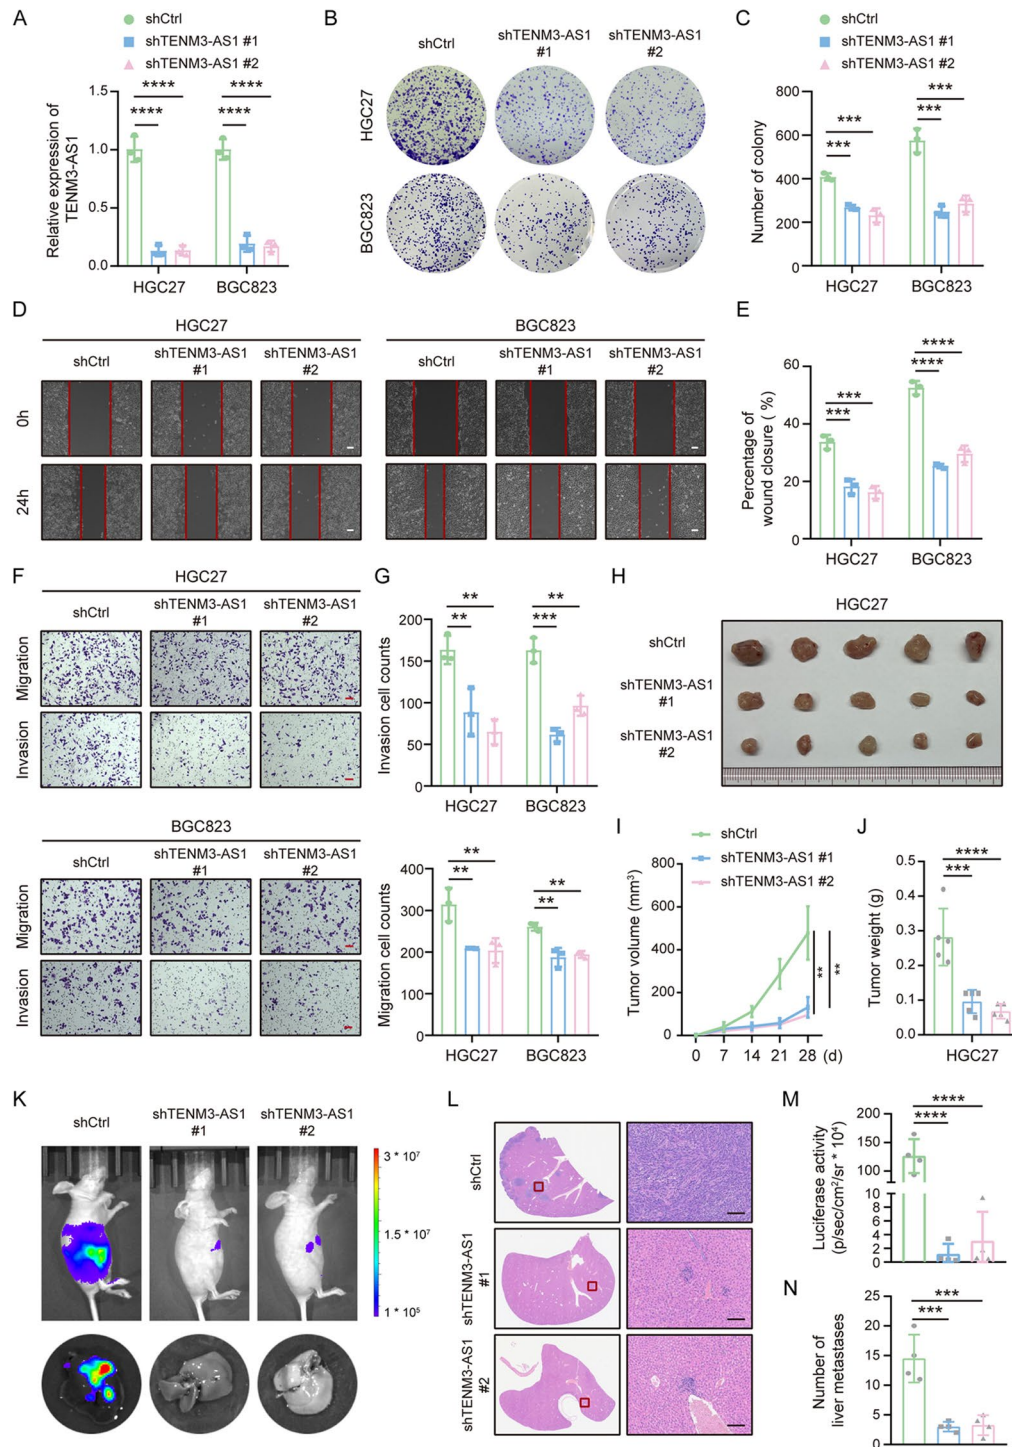 A
shCtrl
shTENM3-AS1 #1
shTENM3-AS1 #2
Relative expression of
TENM3-AS1
1.5
1.0
0.5
0.0
**** ****
**** ****
HGC27 BGC823
B
shCtrl shTENM3-AS1 #1 shTENM3-AS1 #2
HGC27
BGC823
C
shCtrl
shTENM3-AS1 #1
shTENM3-AS1 #2
Number of colony
800
600
400
200
0
*** ***
*** ***
HGC27 BGC823
D
HGC27 BGC823
shCtrl shTENM3-AS1 #1 shTENM3-AS1 #2 shCtrl shTENM3-AS1 #1 shTENM3-AS1 #2
0h
24h
E
Percentage of
wound closure ( %)
60
40
20
0
*** ****
*** ****
HGC27 BGC823
F
HGC27
shCtrl shTENM3-AS1 #1 shTENM3-AS1 #2
Migration
Invasion
BGC823
shCtrl shTENM3-AS1 #1 shTENM3-AS1 #2
Migration
Invasion
G
Invasion cell counts
200
150
100
50
0
** **
** ***
HGC27 BGC823
Migration cell counts
400
300
200
100
0
** **
** **
HGC27 BGC823
H
HGC27
shCtrl
shTENM3-AS1
#1
shTENM3-AS1
#2
I
shCtrl
shTENM3-AS1 #1
shTENM3-AS1 #2
Tumor volume (mm³)
800
600
400
200
0
** **
0 7 14 21 28 (d)
J
Tumor weight (g)
0.5
0.4
0.3
0.2
0.1
0.0
****
***
HGC27
K
shCtrl shTENM3-AS1 #1 shTENM3-AS1 #2
3 * 10⁷
1.5 * 10⁷
1 * 10⁵
L
shCtrl
shTENM3-AS1
#1
shTENM3-AS1
#2
M
Luciferase activity
(p/sec/cm²/sr * 10⁴)
200
150
100
10
8
6
4
2
0
****
****
N
Number of
liver metastases
25
20
15
10
5
0
***
***